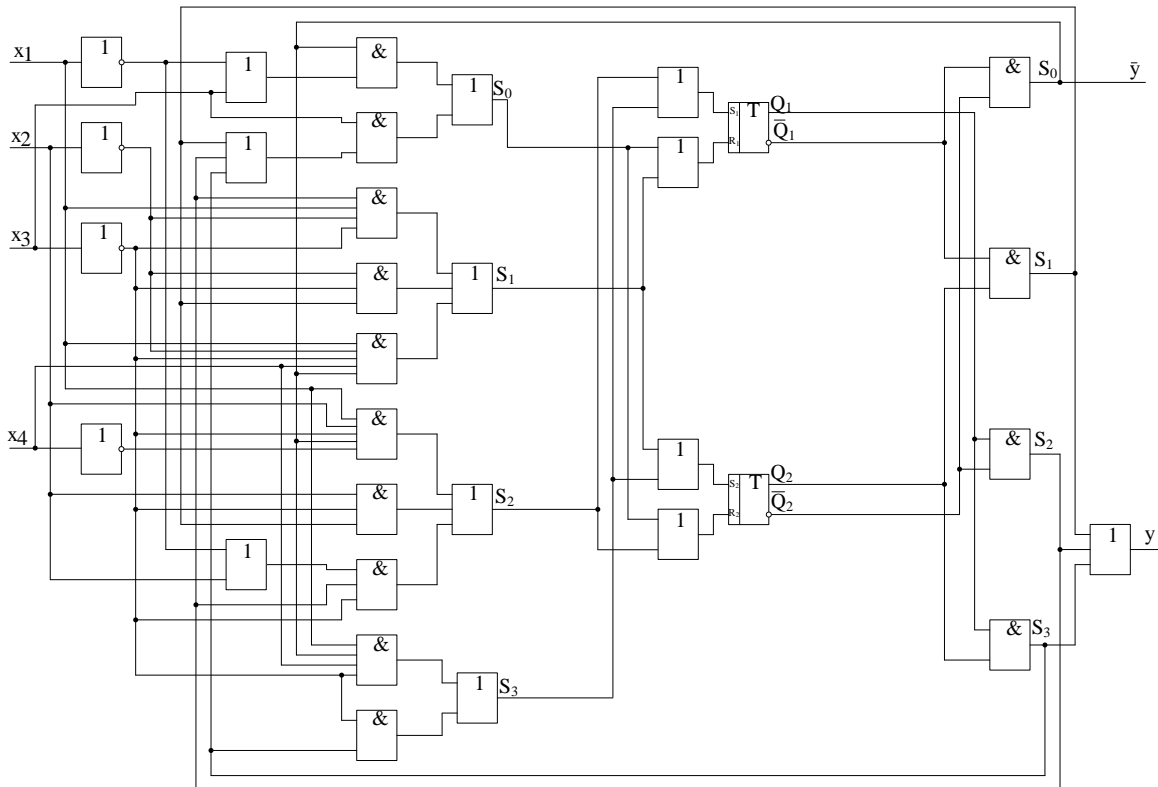 x1 1 1 & 1 S0 1 & S0 ȳ
S1 T Q1
& Q̄1
R1
x2 1 1 1
x3 1 & & S1
& 1 S1
&
x4 1 & 1 & S2
S2 T Q2
& 1 S2 Q̄2
R2
1 1 y
1 &
& & S3
1 S3
&